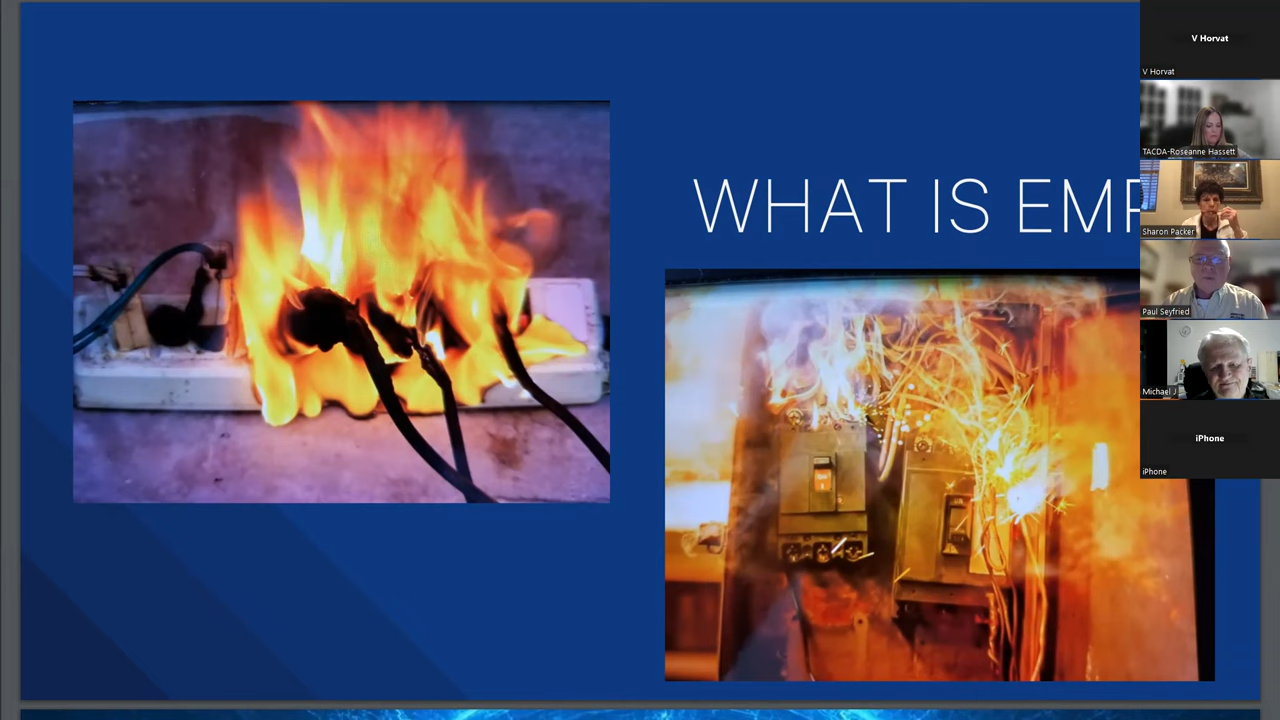 WHAT IS EMP
V Horvat
V Horvat
TACDA-Roseanne Hassett
Sharon Packer
Paul Seyfried
Michael J
iPhone
iPhone